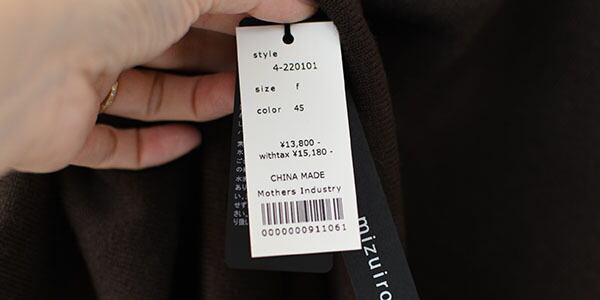 style
4-220101
size f
color 45
¥13,800 -
withtax ¥15,180 -
CHINA MADE
Mothers Industry
0000000911061
mizuiro